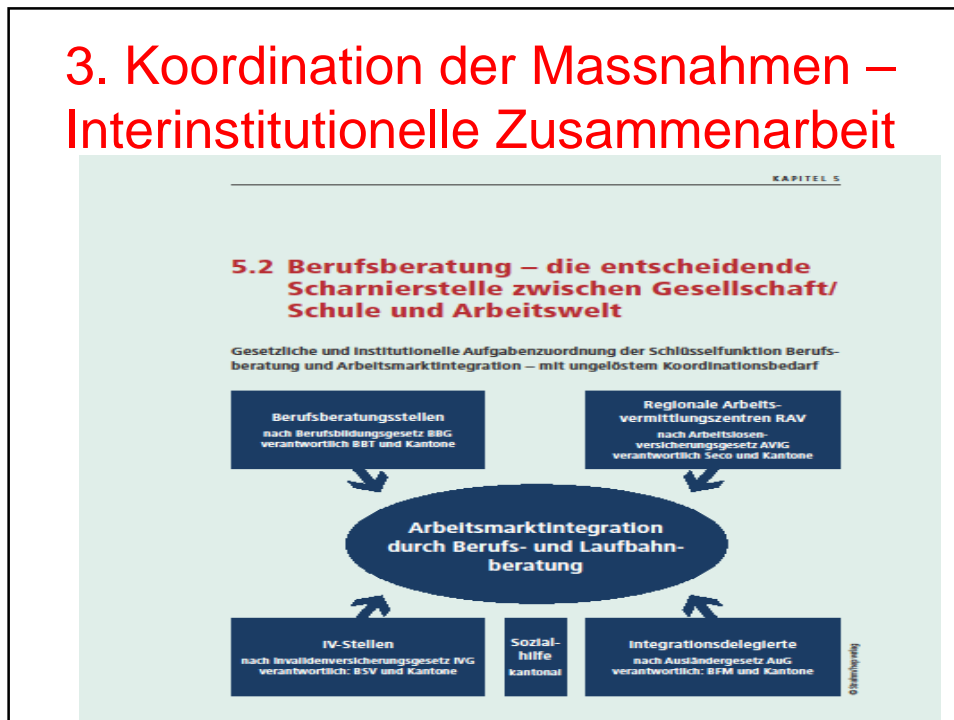 3. Koordination der Massnahmen –
Interinstitutionelle Zusammenarbeit
KAPITEL 5
5.2 Berufsberatung – die entscheidende
Scharnierstelle zwischen Gesellschaft/
Schule und Arbeitswelt
Gesetzliche und institutionelle Aufgabenzuordnung der Schlüsselfunktion Berufs-
beratung und Arbeitsmarktintegration – mit ungelöstem Koordinationsbedarf
Berufsberatungsstellen
nach Berufsbildungsgesetz BBG
verantwortlich BBT und Kantone
Regionale Arbeits-
vermittlungszentren RAV
nach Arbeitslosen-
versicherungsgesetz AVIG
verantwortlich Seco und Kantone
Arbeitsmarktintegration
durch Berufs- und Laufbahn-
beratung
IV-Stellen
nach Invalidenversicherungsgesetz IVG
verantwortlich: BSV und Kantone
Sozial-
hilfe
kantonal
Integrationsdelegierte
nach Ausländergesetz AuG
verantwortlich: BFM und Kantone